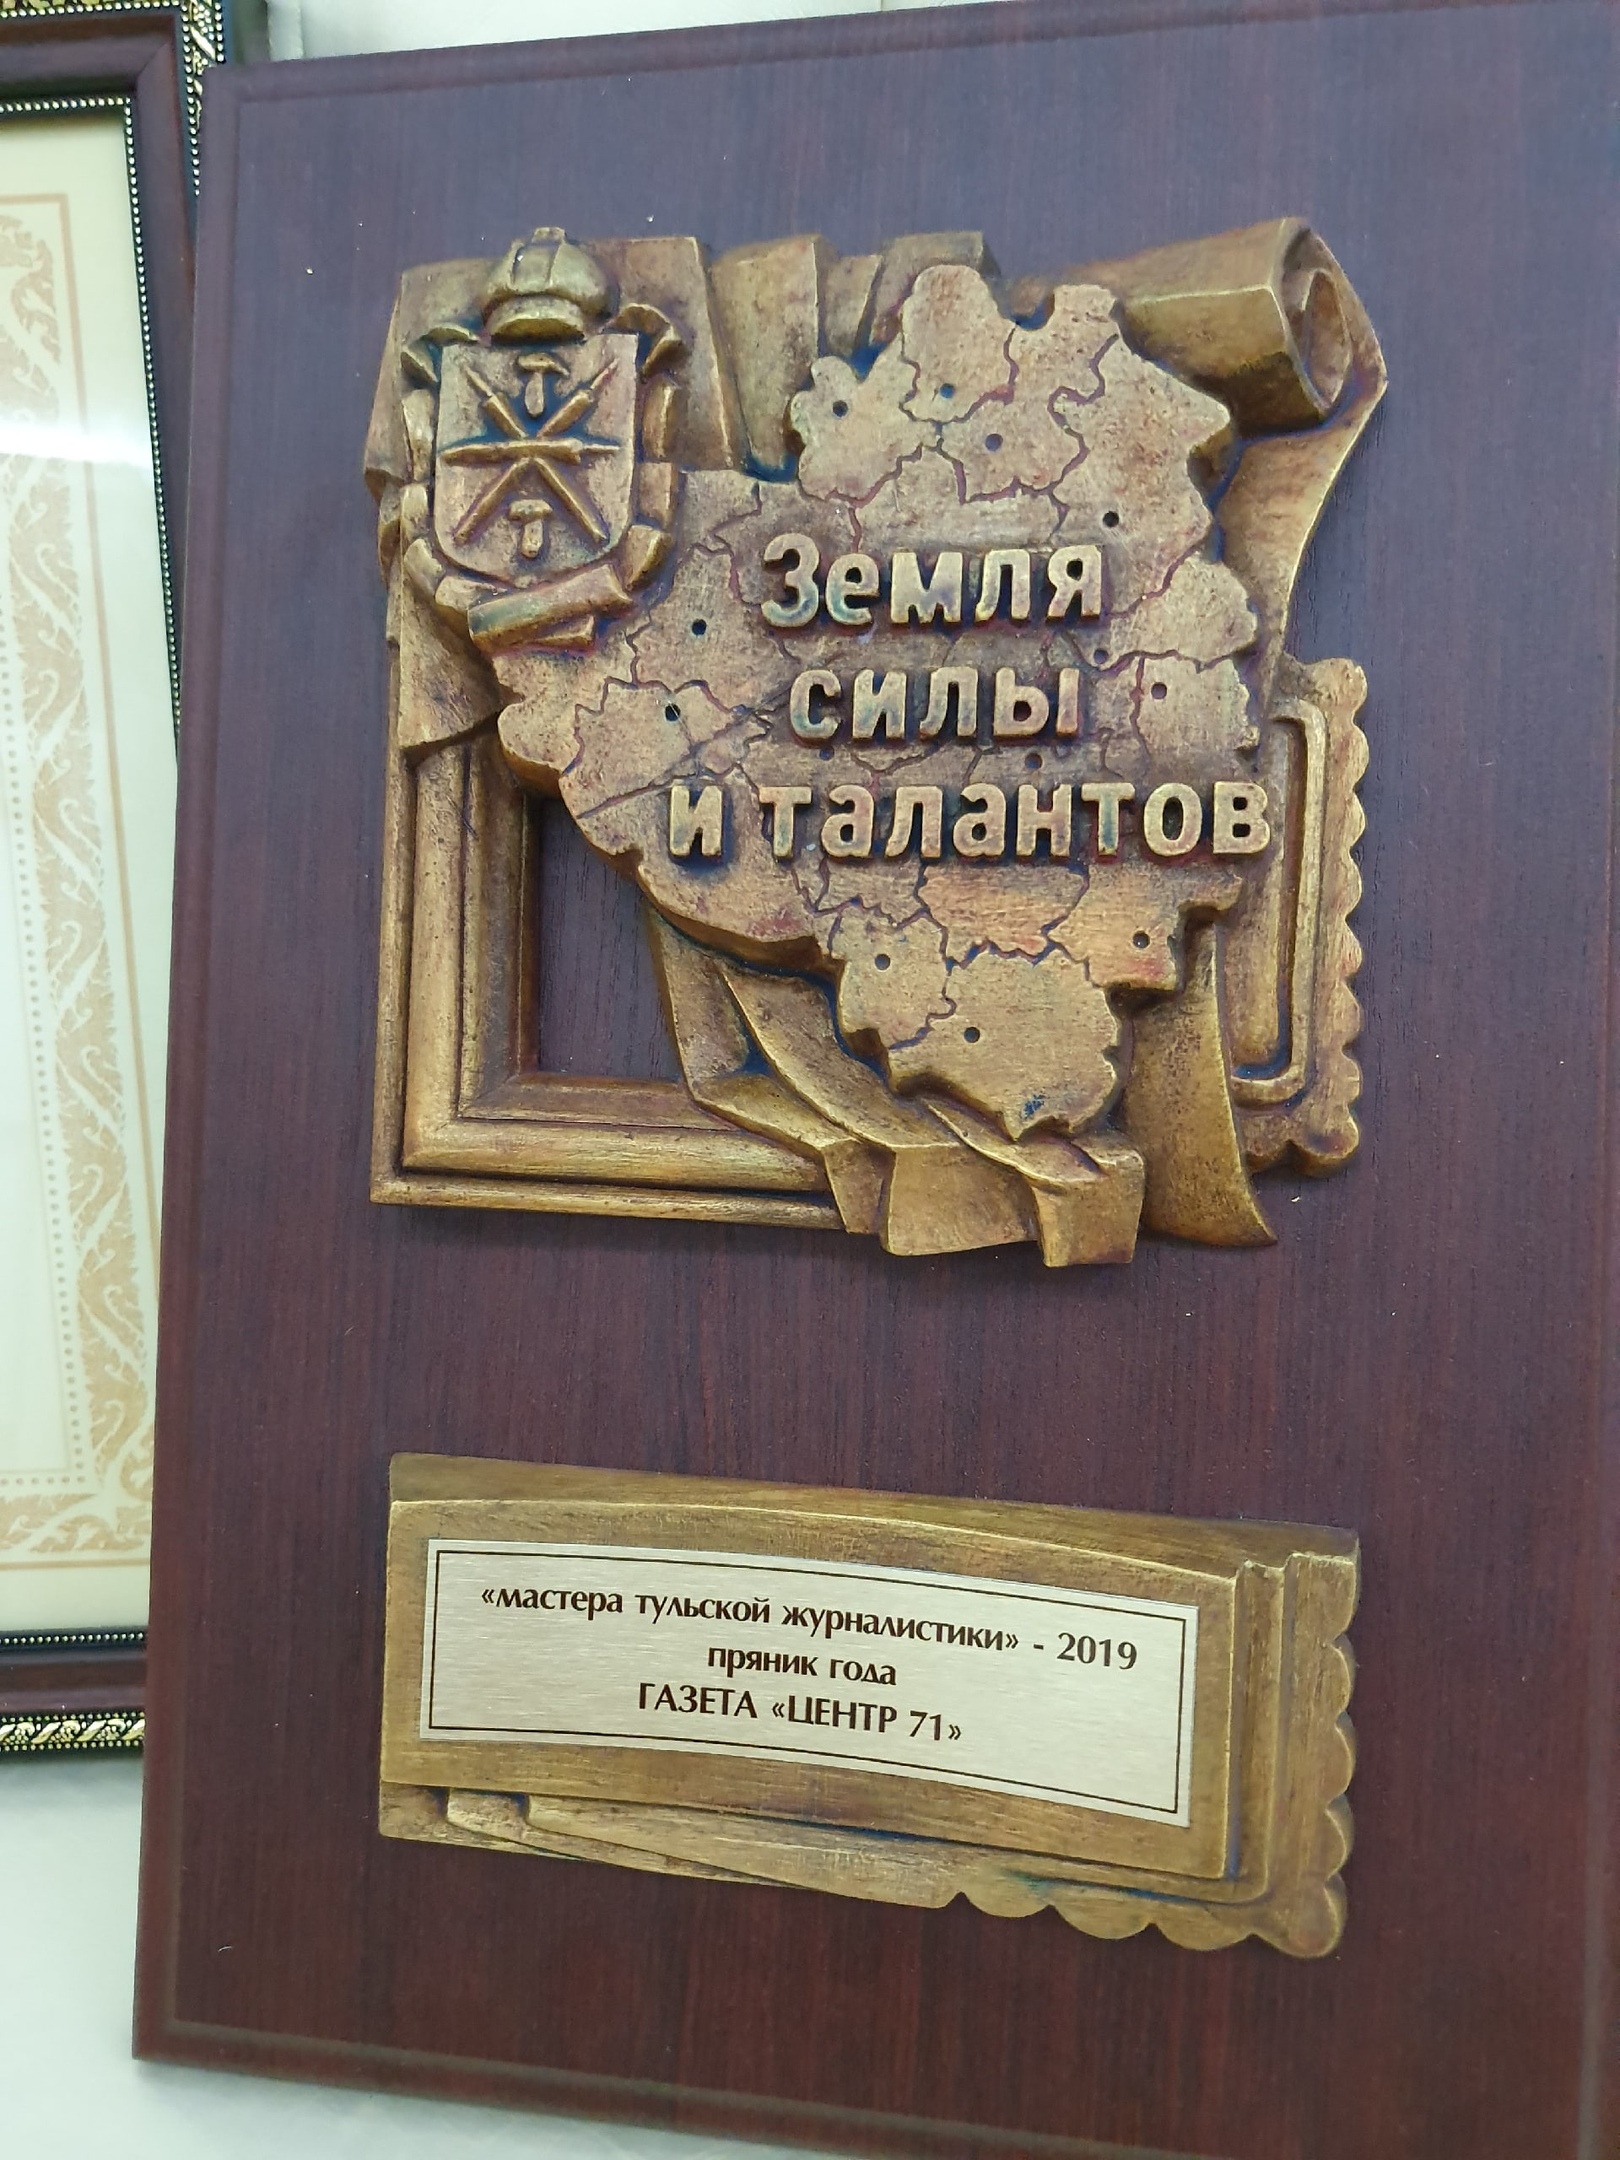 Земля
силы
и талантов
«мастера тульской журналистики» - 2019
пряник года
ГАЗЕТА «ЦЕНТР 71»